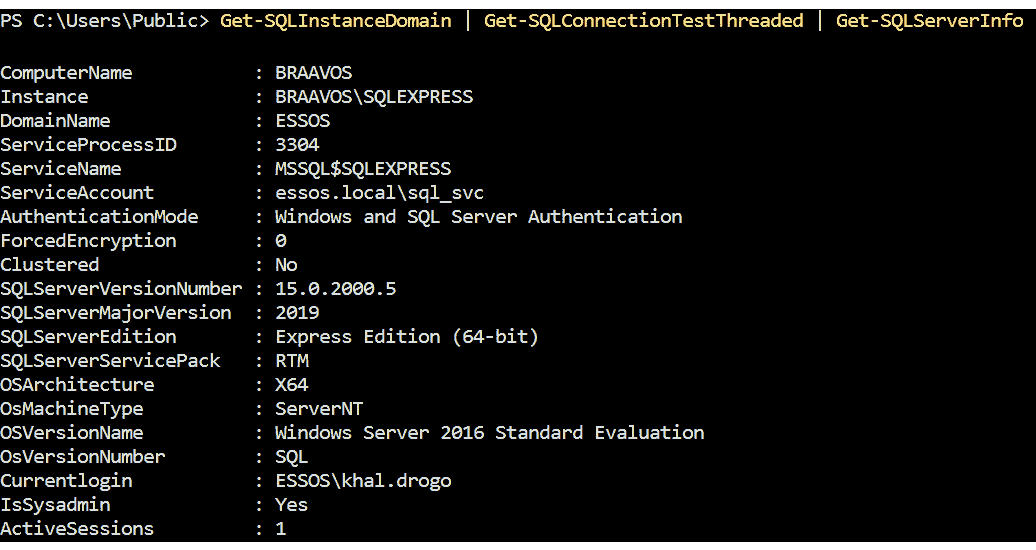 PS C:\Users\Public> Get-SQLInstanceDomain | Get-SQLConnectionTestThreaded | Get-SQLServerInfo
ComputerName           : BRAAVOS
Instance               : BRAAVOS\SQLEXPRESS
DomainName             : ESSOS
ServiceProcessID       : 3304
ServiceName            : MSSQL$SQLEXPRESS
ServiceAccount         : essos.local\sql_svc
AuthenticationMode     : Windows and SQL Server Authentication
ForcedEncryption       : 0
Clustered              : No
SQLServerVersionNumber : 15.0.2000.5
SQLServerMajorVersion  : 2019
SQLServerEdition       : Express Edition (64-bit)
SQLServerServicePack   : RTM
OSArchitecture         : X64
OsMachineType          : ServerNT
OSVersionName          : Windows Server 2016 Standard Evaluation
OsVersionNumber        : SQL
Currentlogin           : ESSOS\khal.drogo
IsSysadmin             : Yes
ActiveSessions         : 1